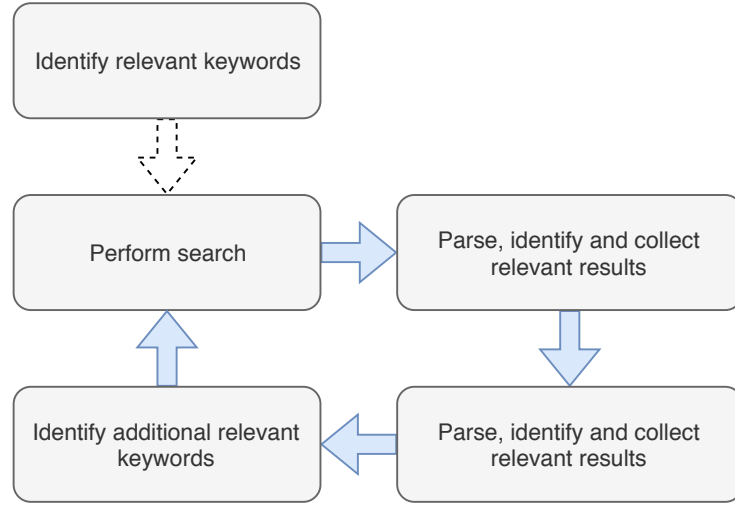 Identify relevant keywords
Perform search
Parse, identify and collect
relevant results
Identify additional relevant
keywords
Parse, identify and collect
relevant results